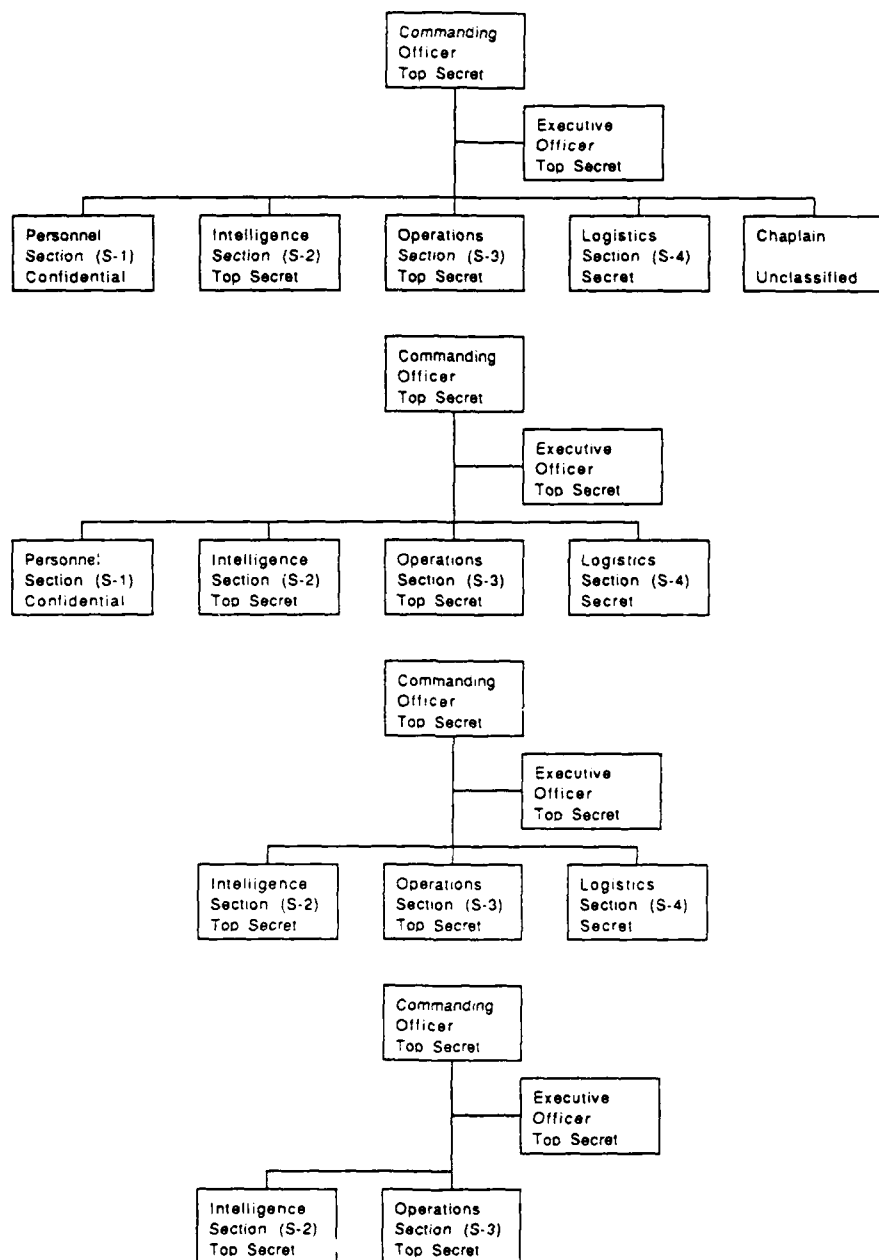 Commanding
Officer
Top Secret
Executive
Officer
Top Secret
Personnel
Section (S-1)
Confidential
Intelligence
Section (S-2)
Top Secret
Operations
Section (S-3)
Top Secret
Logistics
Section (S-4)
Secret
Chaplain
Unclassified
Commanding
Officer
Top Secret
Executive
Officer
Top Secret
Personnel
Section (S-1)
Confidential
Intelligence
Section (S-2)
Top Secret
Operations
Section (S-3)
Top Secret
Logistics
Section (S-4)
Secret
Commanding
Officer
Top Secret
Executive
Officer
Top Secret
Intelligence
Section (S-2)
Top Secret
Operations
Section (S-3)
Top Secret
Logistics
Section (S-4)
Secret
Commanding
Officer
Top Secret
Executive
Officer
Top Secret
Intelligence
Section (S-2)
Top Secret
Operations
Section (S-3)
Top Secret